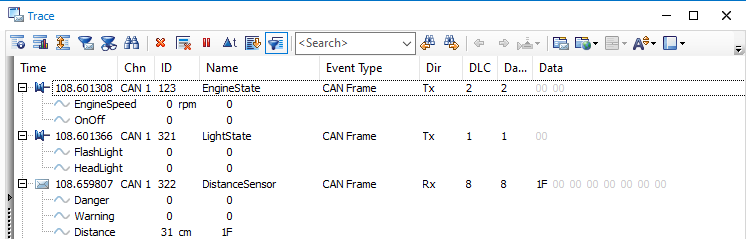 Trace
<Search>
Time Chn ID Name Event Type Dir DLC Da... Data
108.601308 CAN 1 123 EngineState CAN Frame Tx 2 2 00 00
EngineSpeed 0 rpm 0
OnOff 0 0
108.601366 CAN 1 321 LightState CAN Frame Tx 1 1 00
FlashLight 0 0
HeadLight 0 0
108.659807 CAN 1 322 DistanceSensor CAN Frame Rx 8 8 1F 00 00 00 00 00 00 00
Danger 0 0
Warning 0 0
Distance 31 cm 1F